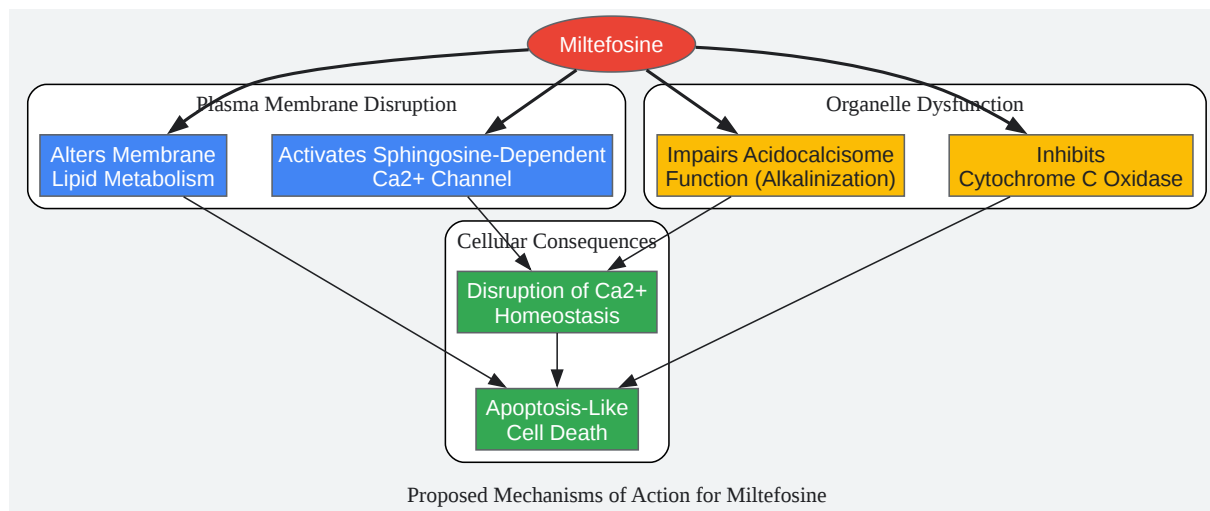 Miltefosine
Plasma Membrane Disruption
Organelle Dysfunction
Alters Membrane
Lipid Metabolism
Activates Sphingosine-Dependent
Ca2+ Channel
Impairs Acidocalcisome
Function (Alkalinization)
Inhibits
Cytochrome C Oxidase
Cellular Consequences
Disruption of Ca2+
Homeostasis
Apoptosis-Like
Cell Death
Proposed Mechanisms of Action for Miltefosine